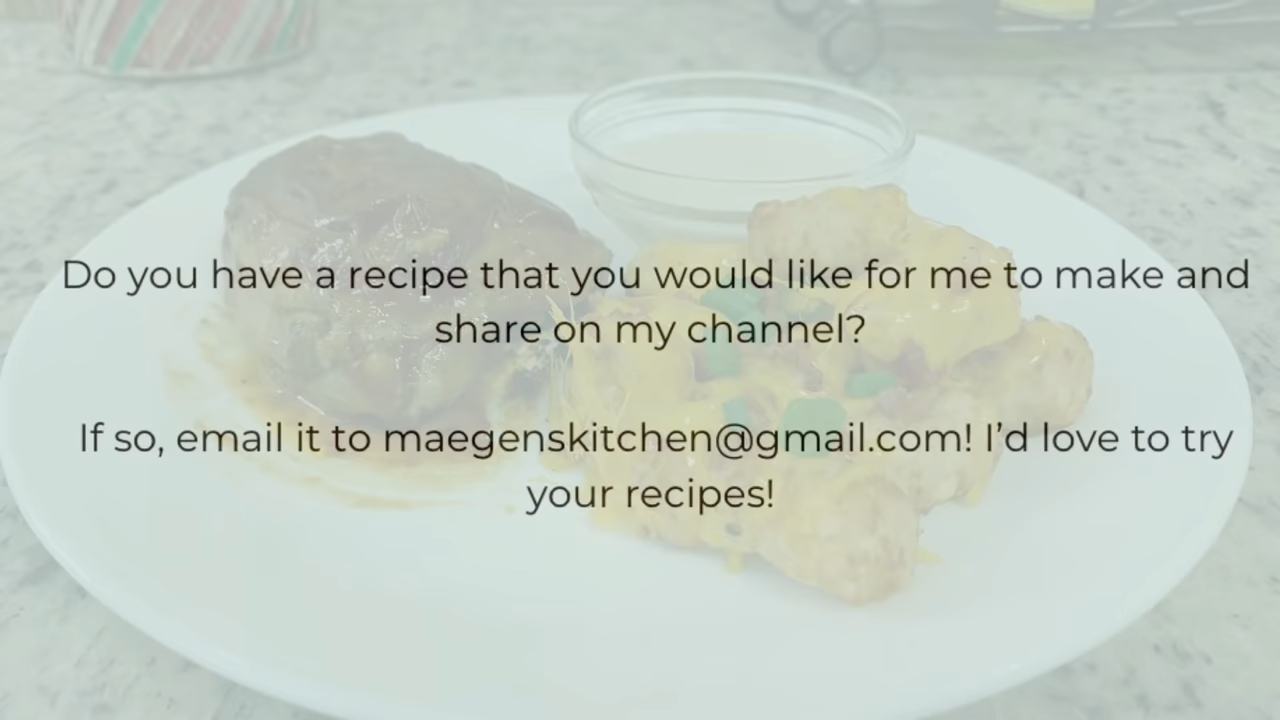 Do you have a recipe that you would like for me to make and
share on my channel?
If so, email it to maegenskitchen@gmail.com! I’d love to try
your recipes!